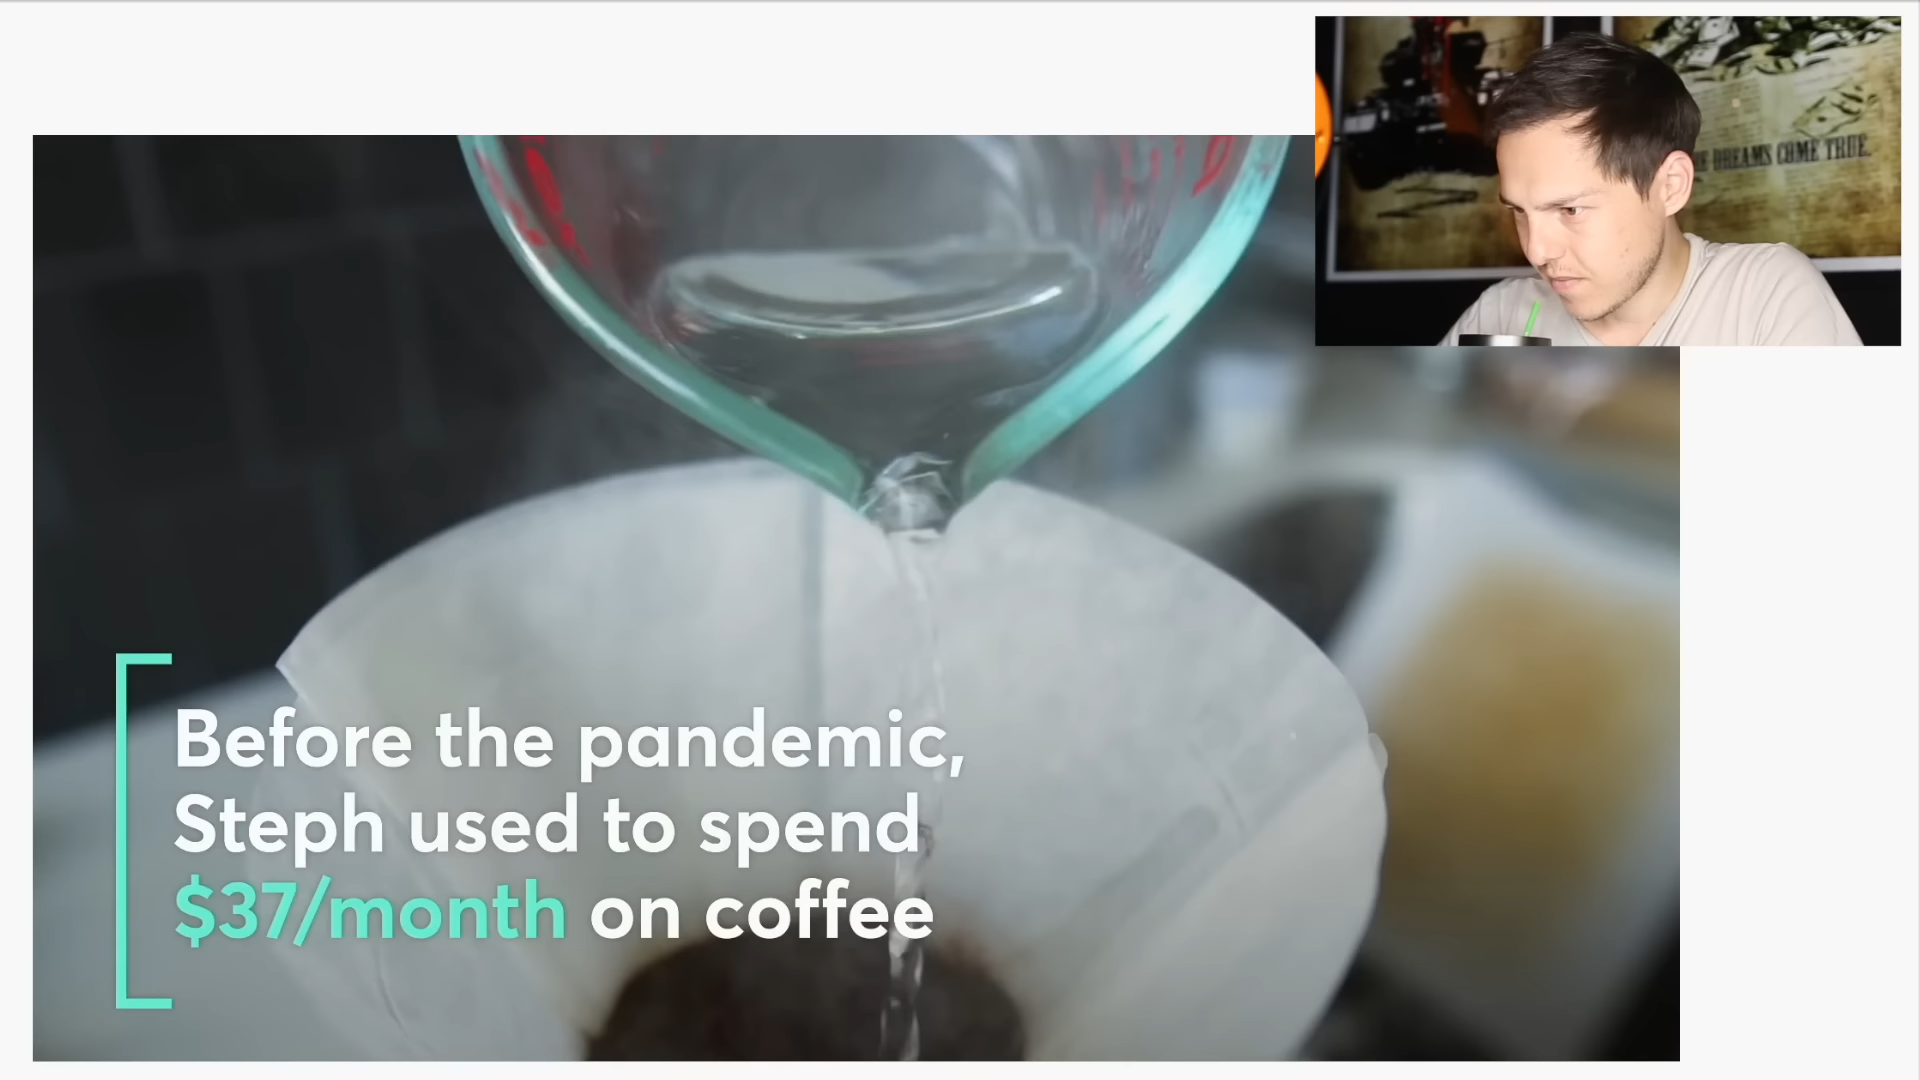 DREAMS COME TRUE.
Before the pandemic,
Steph used to spend
$37/month on coffee